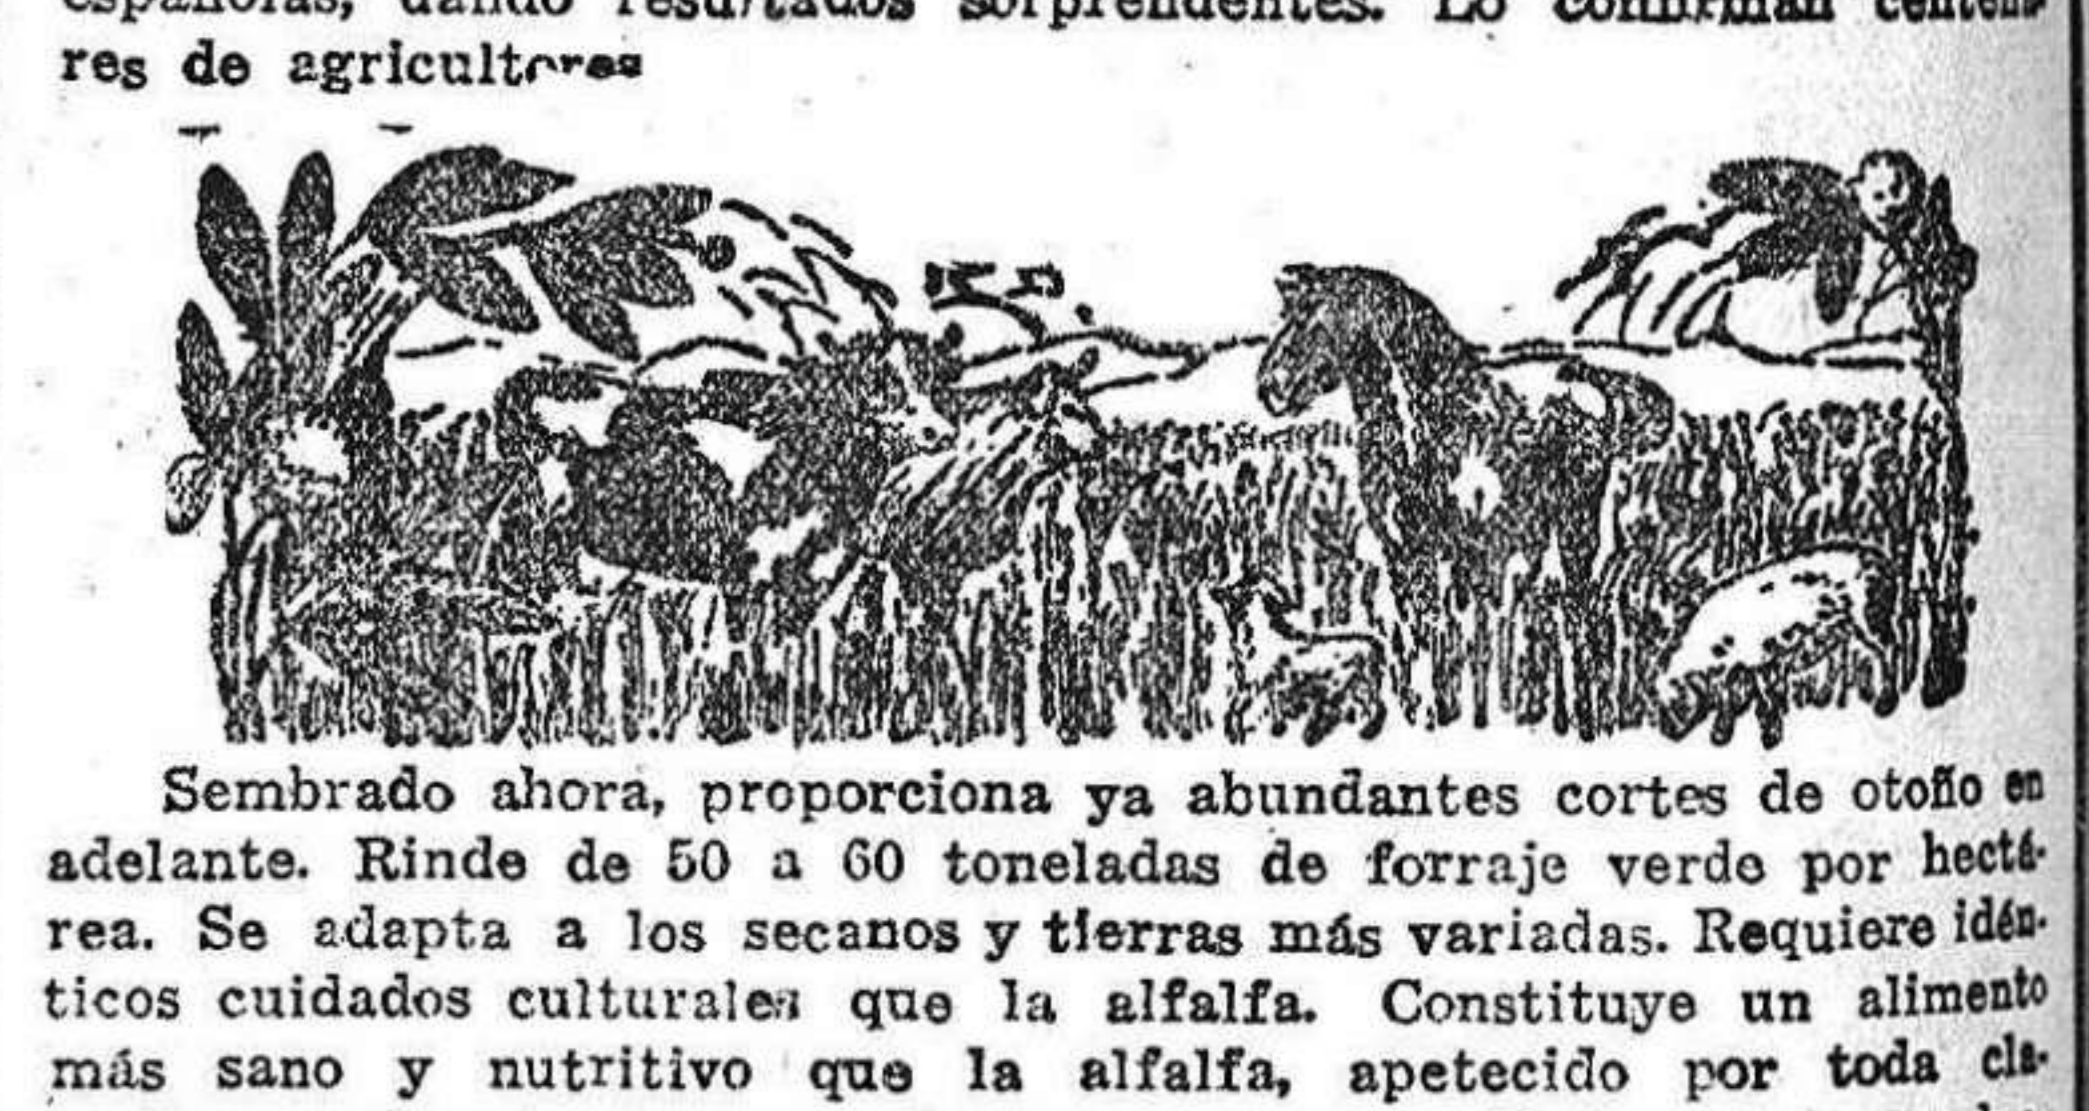 españolas, dando resultados sorprendentes. Lo confirman
res de agricultores
Sembrado ahora, proporciona ya abundantes cortes de otoño en
adelante. Rinde de 50 a 60 toneladas de forraje verde por hectá-
rea. Se adapta a los secanos y tierras más variadas. Requiere idén-
ticos cuidados culturales que la alfalfa. Constituye un alimento
más sano y nutritivo que la alfalfa, apetecido por toda cla-